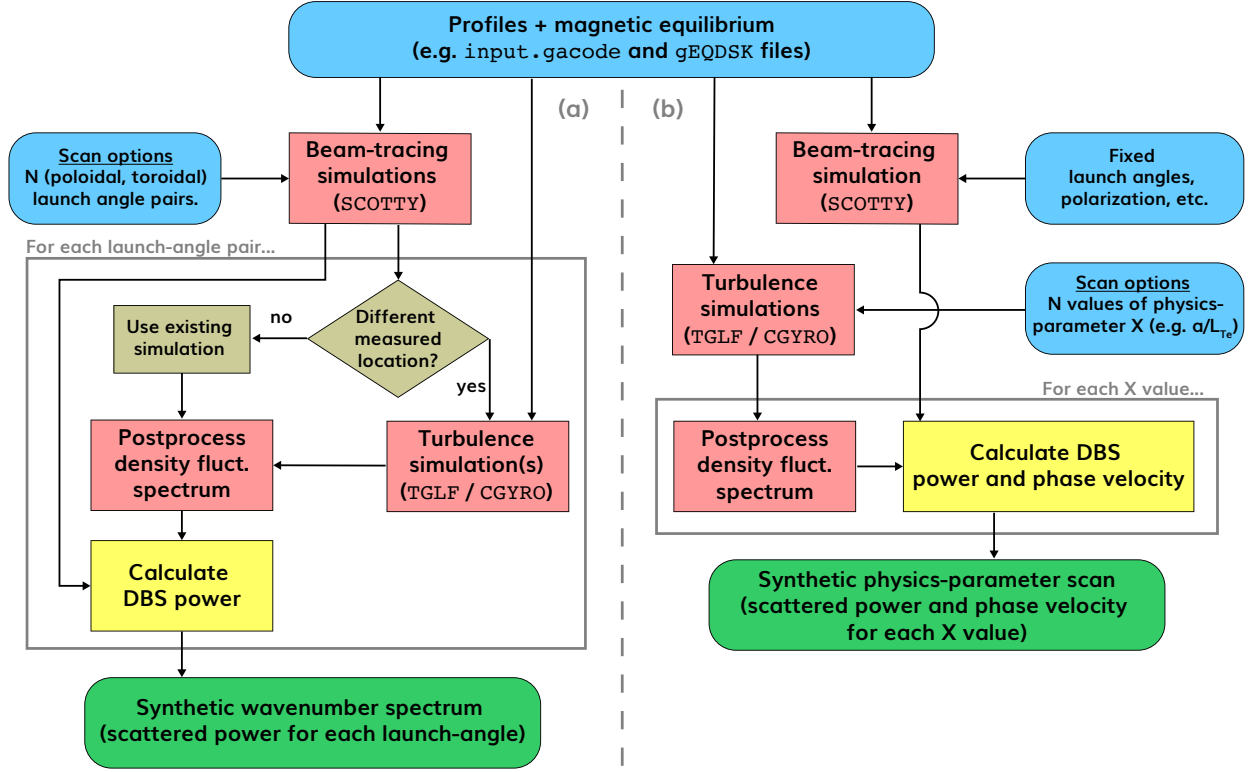 Profiles + magnetic equilibrium
(e.g. input.gacode and gEQDSK files)
(a)
(b)
Scan options
N (poloidal, toroidal)
launch angle pairs.
Beam-tracing
simulations
(SCOTTY)
For each launch-angle pair...
Different
measured
location?
no
yes
Use existing
simulation
Postprocess
density fluct.
spectrum
Turbulence
simulation(s)
(TGLF / CGYRO)
Calculate
DBS power
Synthetic wavenumber spectrum
(scattered power for each launch-angle)
Beam-tracing
simulation
(SCOTTY)
Fixed
launch angles,
polarization, etc.
Turbulence
simulations
(TGLF / CGYRO)
Scan options
N values of physics-
parameter X (e.g. a/L_Te)
For each X value...
Postprocess
density fluct.
spectrum
Calculate DBS
power and phase velocity
Synthetic physics-parameter scan
(scattered power and phase velocity
for each X value)